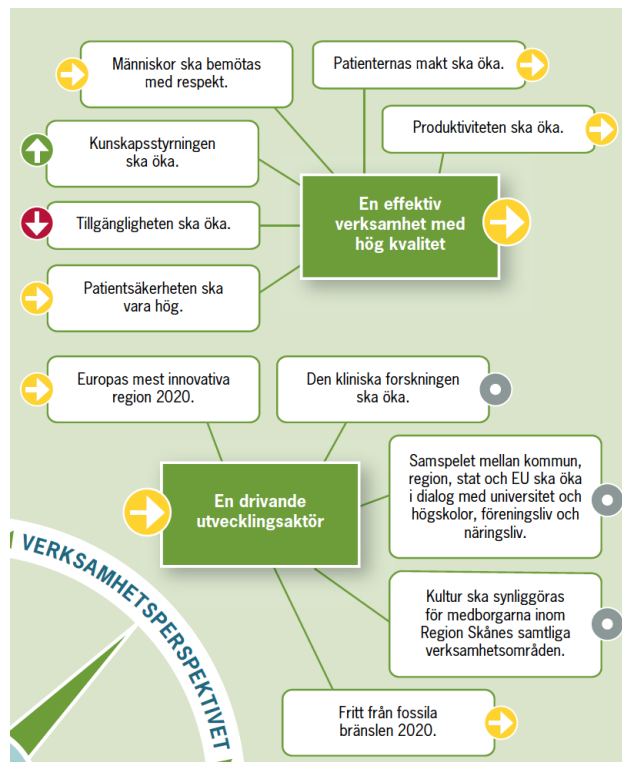 Människor ska bemötas
med respekt.
Patienternas makt ska öka.
Produktiviteten ska öka.
Kunskapsstyrningen
ska öka.
En effektiv
verksamhet med
hög kvalitet
Tillgängligheten ska öka.
Patientsäkerheten ska
vara hög.
Europas mest innovativa
region 2020.
Den kliniska forskningen
ska öka.
Samspelet mellan kommun,
region, stat och EU ska öka
i dialog med universitet och
högskolor, föreningsliv och
näringsliv.
En drivande
utvecklingsaktör
Kultur ska synliggöras
för medborgarna inom
Region Skånes samtliga
verksamhetsområden.
Fritt från fossila
bränslen 2020.
VERKSAMHETSPERSPEKTIVET